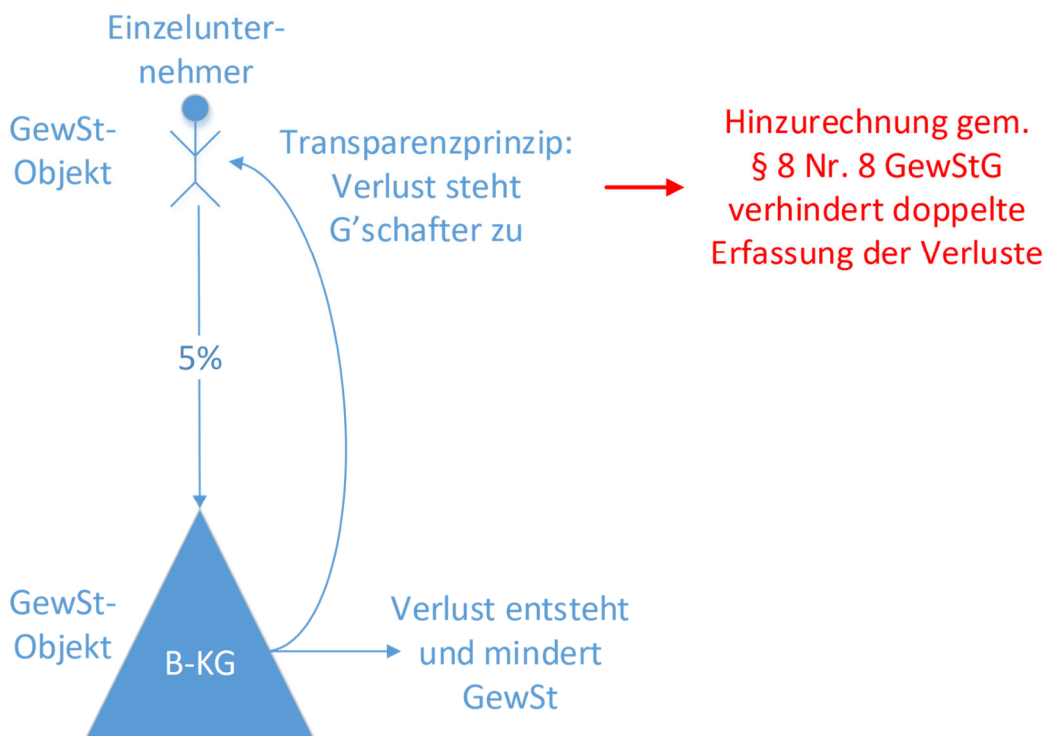 Einzelunter-
nehmer
GewSt-
Objekt
Transparenzprinzip:
Verlust steht
G’schafter zu
Hinzurechnung gem.
§ 8 Nr. 8 GewStG
verhindert doppelte
Erfassung der Verluste
5%
GewSt-
Objekt
B-KG
Verlust entsteht
und mindert
GewSt